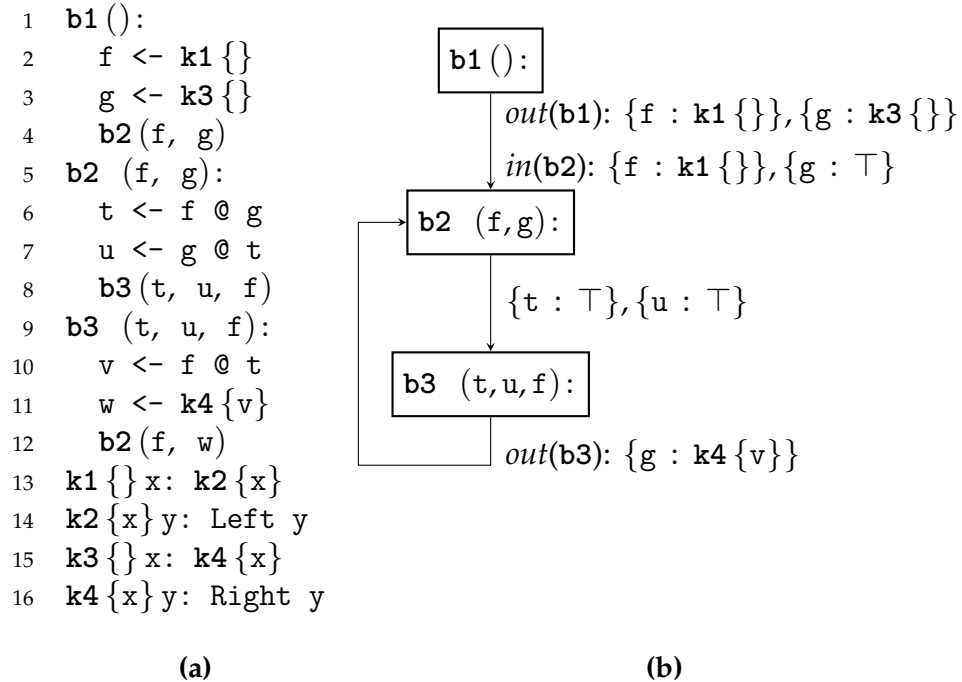 1 b1():
2 f <- k1{}
3 g <- k3{}
4 b2(f, g)
5 b2 (f, g):
6 t <- f @ g
7 u <- g @ t
8 b3(t, u, f)
9 b3 (t, u, f):
10 v <- f @ t
11 w <- k4{v}
12 b2(f, w)
13 k1{}x: k2{x}
14 k2{x}y: Left y
15 k3{}x: k4{x}
16 k4{x}y: Right y
(a)
b1():
out(b1): {f : k1{}}, {g : k3{}}
in(b2): {f : k1{}}, {g : ⊤}
b2 (f,g):
{t : ⊤}, {u : ⊤}
b3 (t,u,f):
out(b3): {g : k4{v}}
(b)